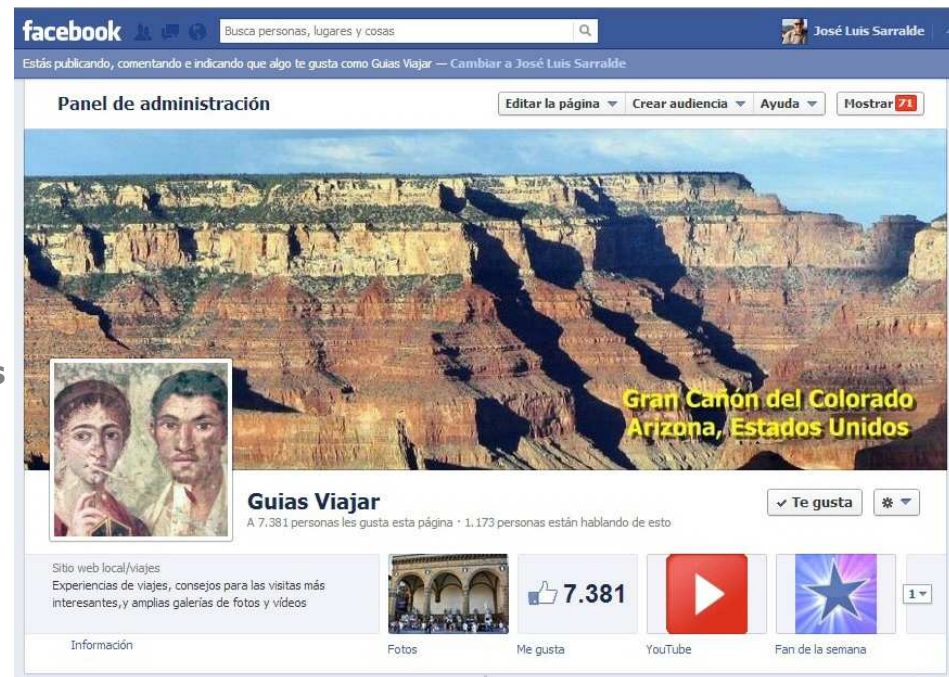 facebook
Busca personas, lugares y cosas
José Luis Sarralde
Estás publicando, comentando e indicando que algo te gusta como Guias Viajar — Cambiar a José Luis Sarralde
Panel de administración
Editar la página
Crear audiencia
Ayuda
Mostrar 71
s
Gran Cañón del Colorado
Arizona, Estados Unidos
Guias Viajar
A 7.381 personas les gusta esta página · 1.173 personas están hablando de esto
✓ Te gusta
Sitio web local/viajes
Experiencias de viajes, consejos para las visitas más
interesantes,y amplias galerías de fotos y vídeos
Información
7.381
1
Fotos
Me gusta
YouTube
Fan de la semana